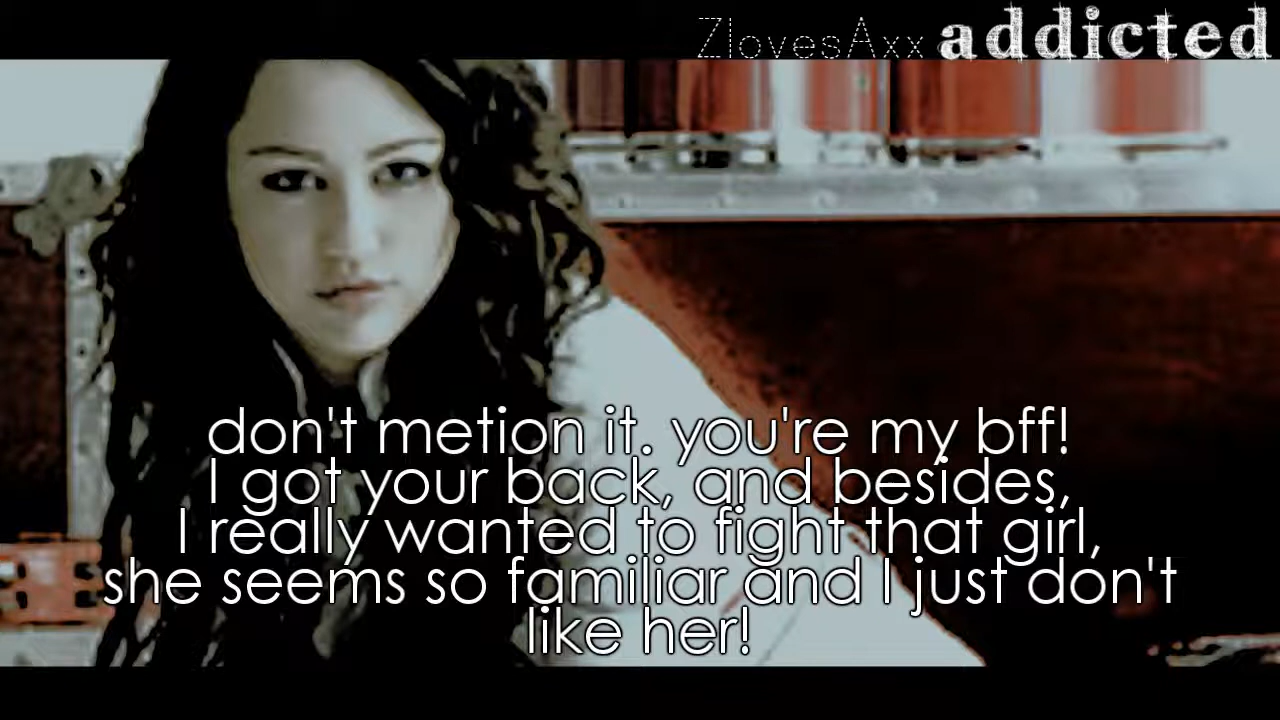 ZlovesAxx addicted
don't metion it. you're my bff!
I got your back, and besides,
I really wanted to fight that girl,
she seems so familiar and I just don't
like her!